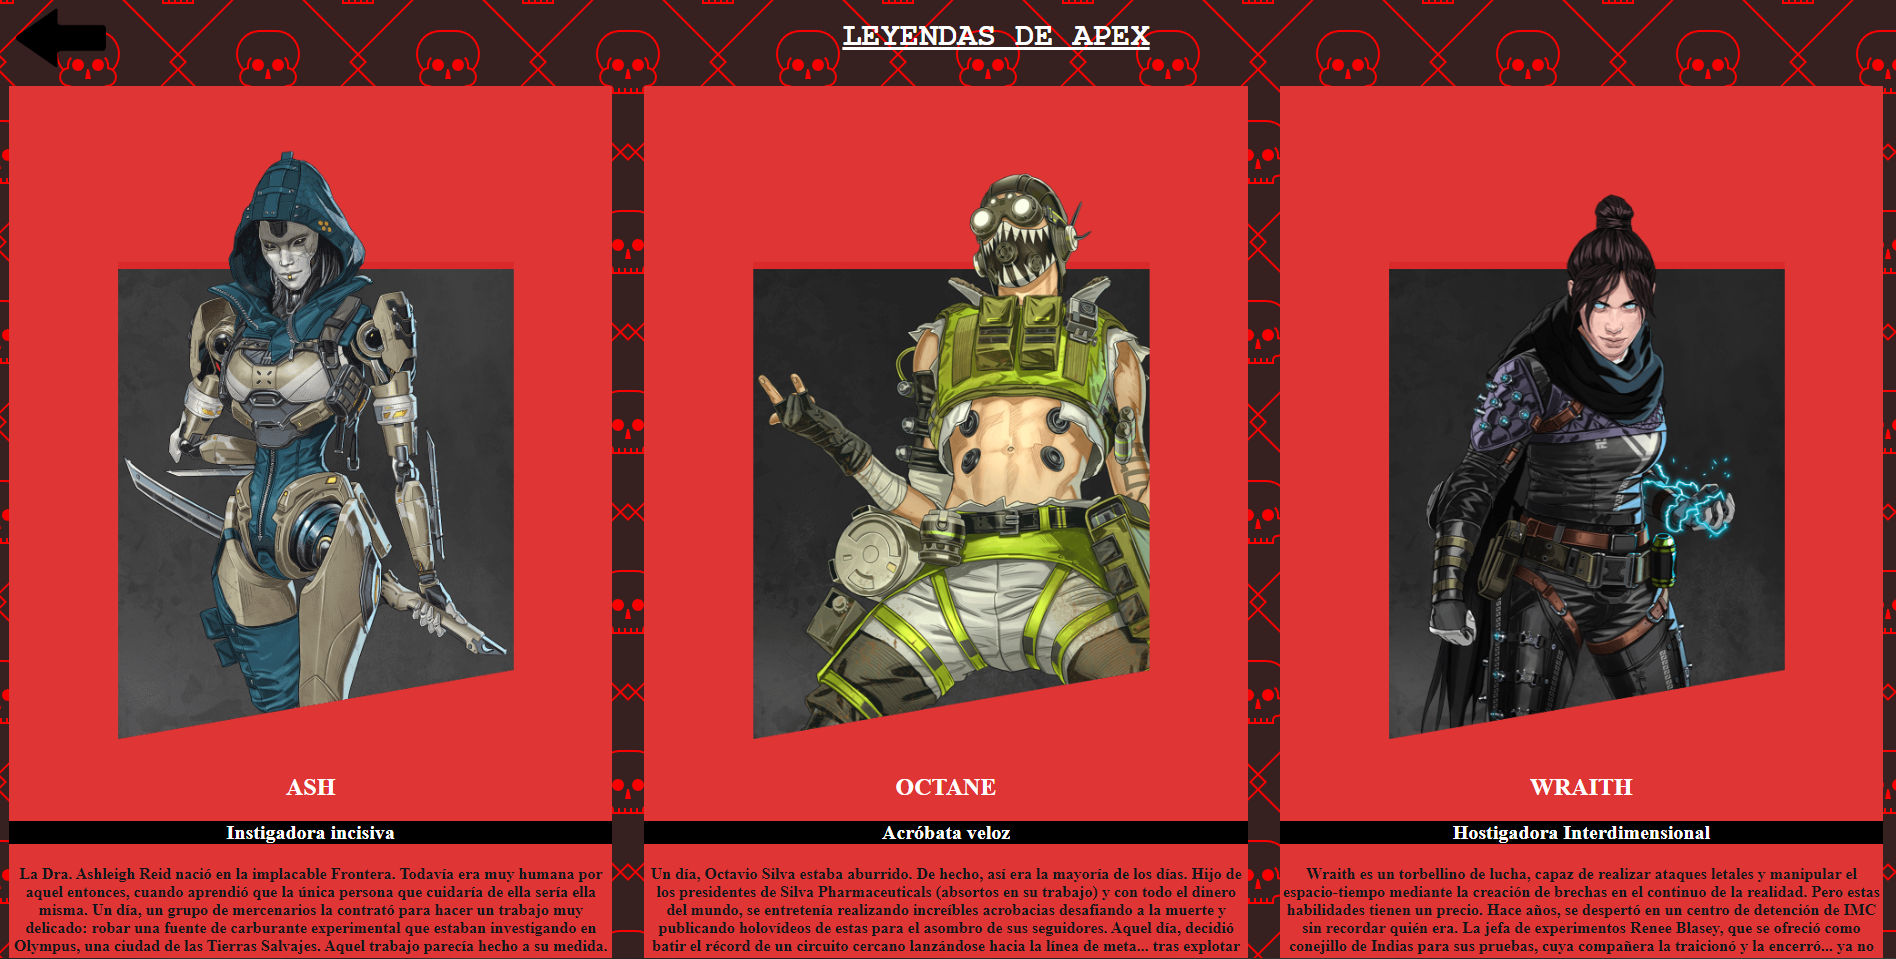 LEYENDAS DE APEX
ASH
Instigadora incisiva
La Dra. Ashleigh Reid nació en la implacable Frontera. Todavía era muy humana por
aquel entonces, cuando aprendió que la única persona que cuidaría de ella sería ella
misma. Un día, un grupo de mercenarios la contrató para hacer un trabajo muy
delicado: robar una fuente de carburante experimental que estaban investigando en
Olympus, una ciudad de las Tierras Salvajes. Aquel trabajo parecía hecho a su medida.
OCTANE
Acróbata veloz
Un día, Octavio Silva estaba aburrido. De hecho, así era la mayoría de los días. Hijo de
los presidentes de Silva Pharmaceuticals (absortos en su trabajo) y con todo el dinero
del mundo, se entretenía realizando increíbles acrobacias desafiando a la muerte y
publicando holovídeos de estas para el asombro de sus seguidores. Aquel día, decidió
batir el récord de un circuito cercano lanzándose hacia la línea de meta... tras explotar
WRAITH
Hostigadora Interdimensional
Wraith es un torbellino de lucha, capaz de realizar ataques letales y manipular el
espacio-tiempo mediante la creación de brechas en el continuo de la realidad. Pero estas
habilidades tienen un precio. Hace años, se despertó en un centro de detención de IMC
sin recordar quién era. La jefa de experimentos Renee Blasey, que se ofreció como
conejillo de Indias para sus pruebas, cuya compañera la traicionó y la encerró... ya no